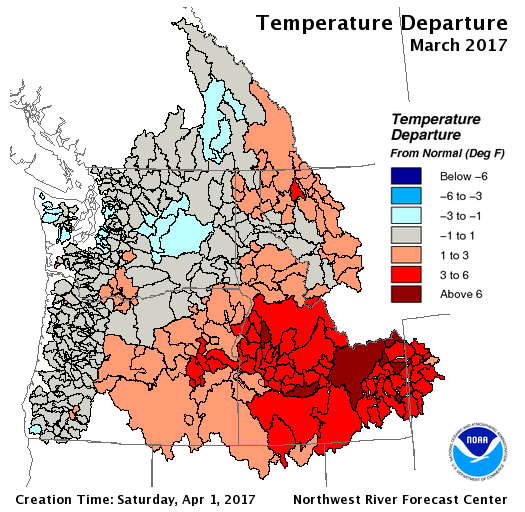 Temperature Departure
March 2017
Temperature
Departure
From Normal (Deg F)
Below −6
−6 to −3
−3 to −1
−1 to 1
1 to 3
3 to 6
Above 6
NOAA
Creation Time: Saturday, Apr 1, 2017
Northwest River Forecast Center